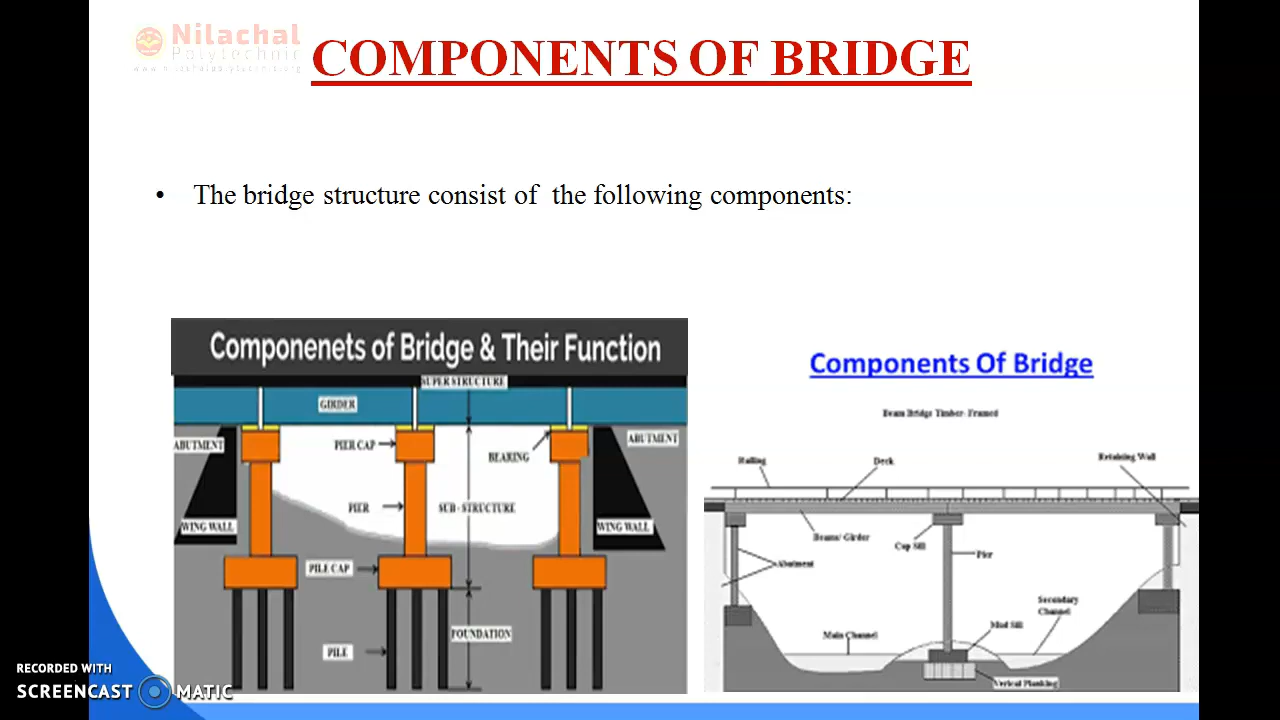 Nilachal
Polytechnic
COMPONENTS OF BRIDGE
• The bridge structure consist of the following components:
Componenets of Bridge & Their Function
SUPER STRUCTURE
GIRDER
ABUTMENT
PIER CAP
BEARING
ABUTMENT
PIER
SUB - STRUCTURE
WING WALL
WING WALL
PILE CAP
FOUNDATION
PILE
Components Of Bridge
Beam Bridge Timber- Framed
Railing
Deck
Retaining Wall
Beams/ Girder
Cap Sill
Pier
Abutment
Secondary
Channel
Main Channel
Mud Sill
Vertical Planking
RECORDED WITH
SCREENCAST MATIC